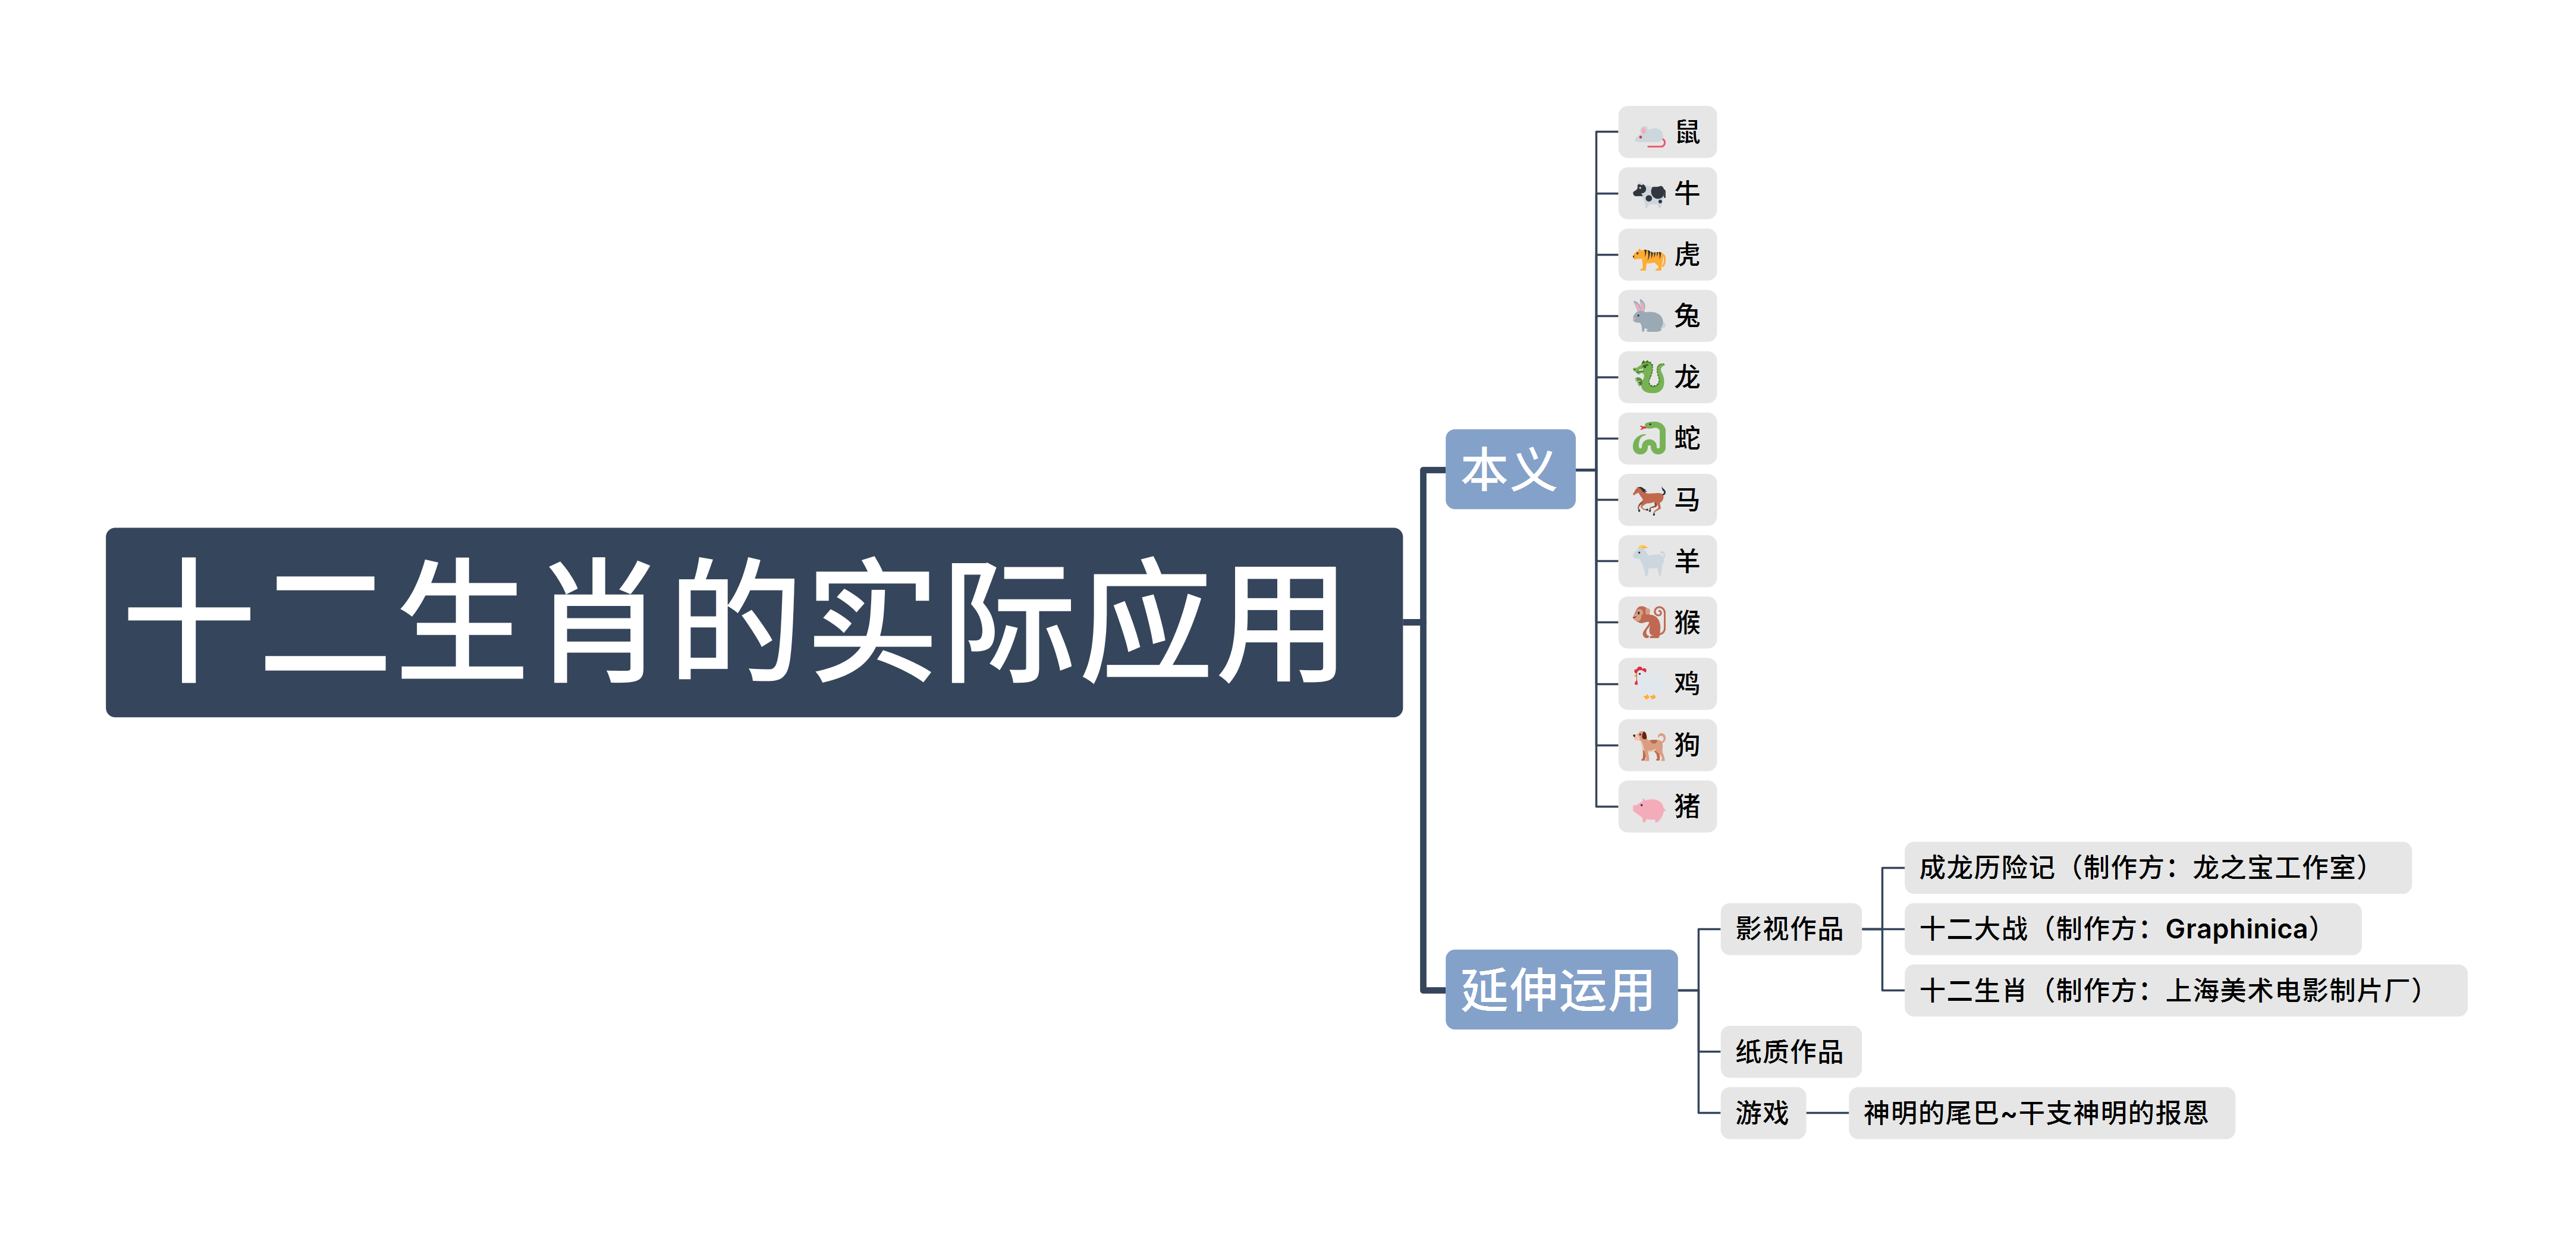 十二生肖的实际应用
本义
鼠
牛
虎
兔
龙
蛇
马
羊
猴
鸡
狗
猪
延伸运用
影视作品
成龙历险记（制作方：龙之宝工作室）
十二大战（制作方：Graphinica）
十二生肖（制作方：上海美术电影制片厂）
纸质作品
游戏
神明的尾巴~干支神明的报恩